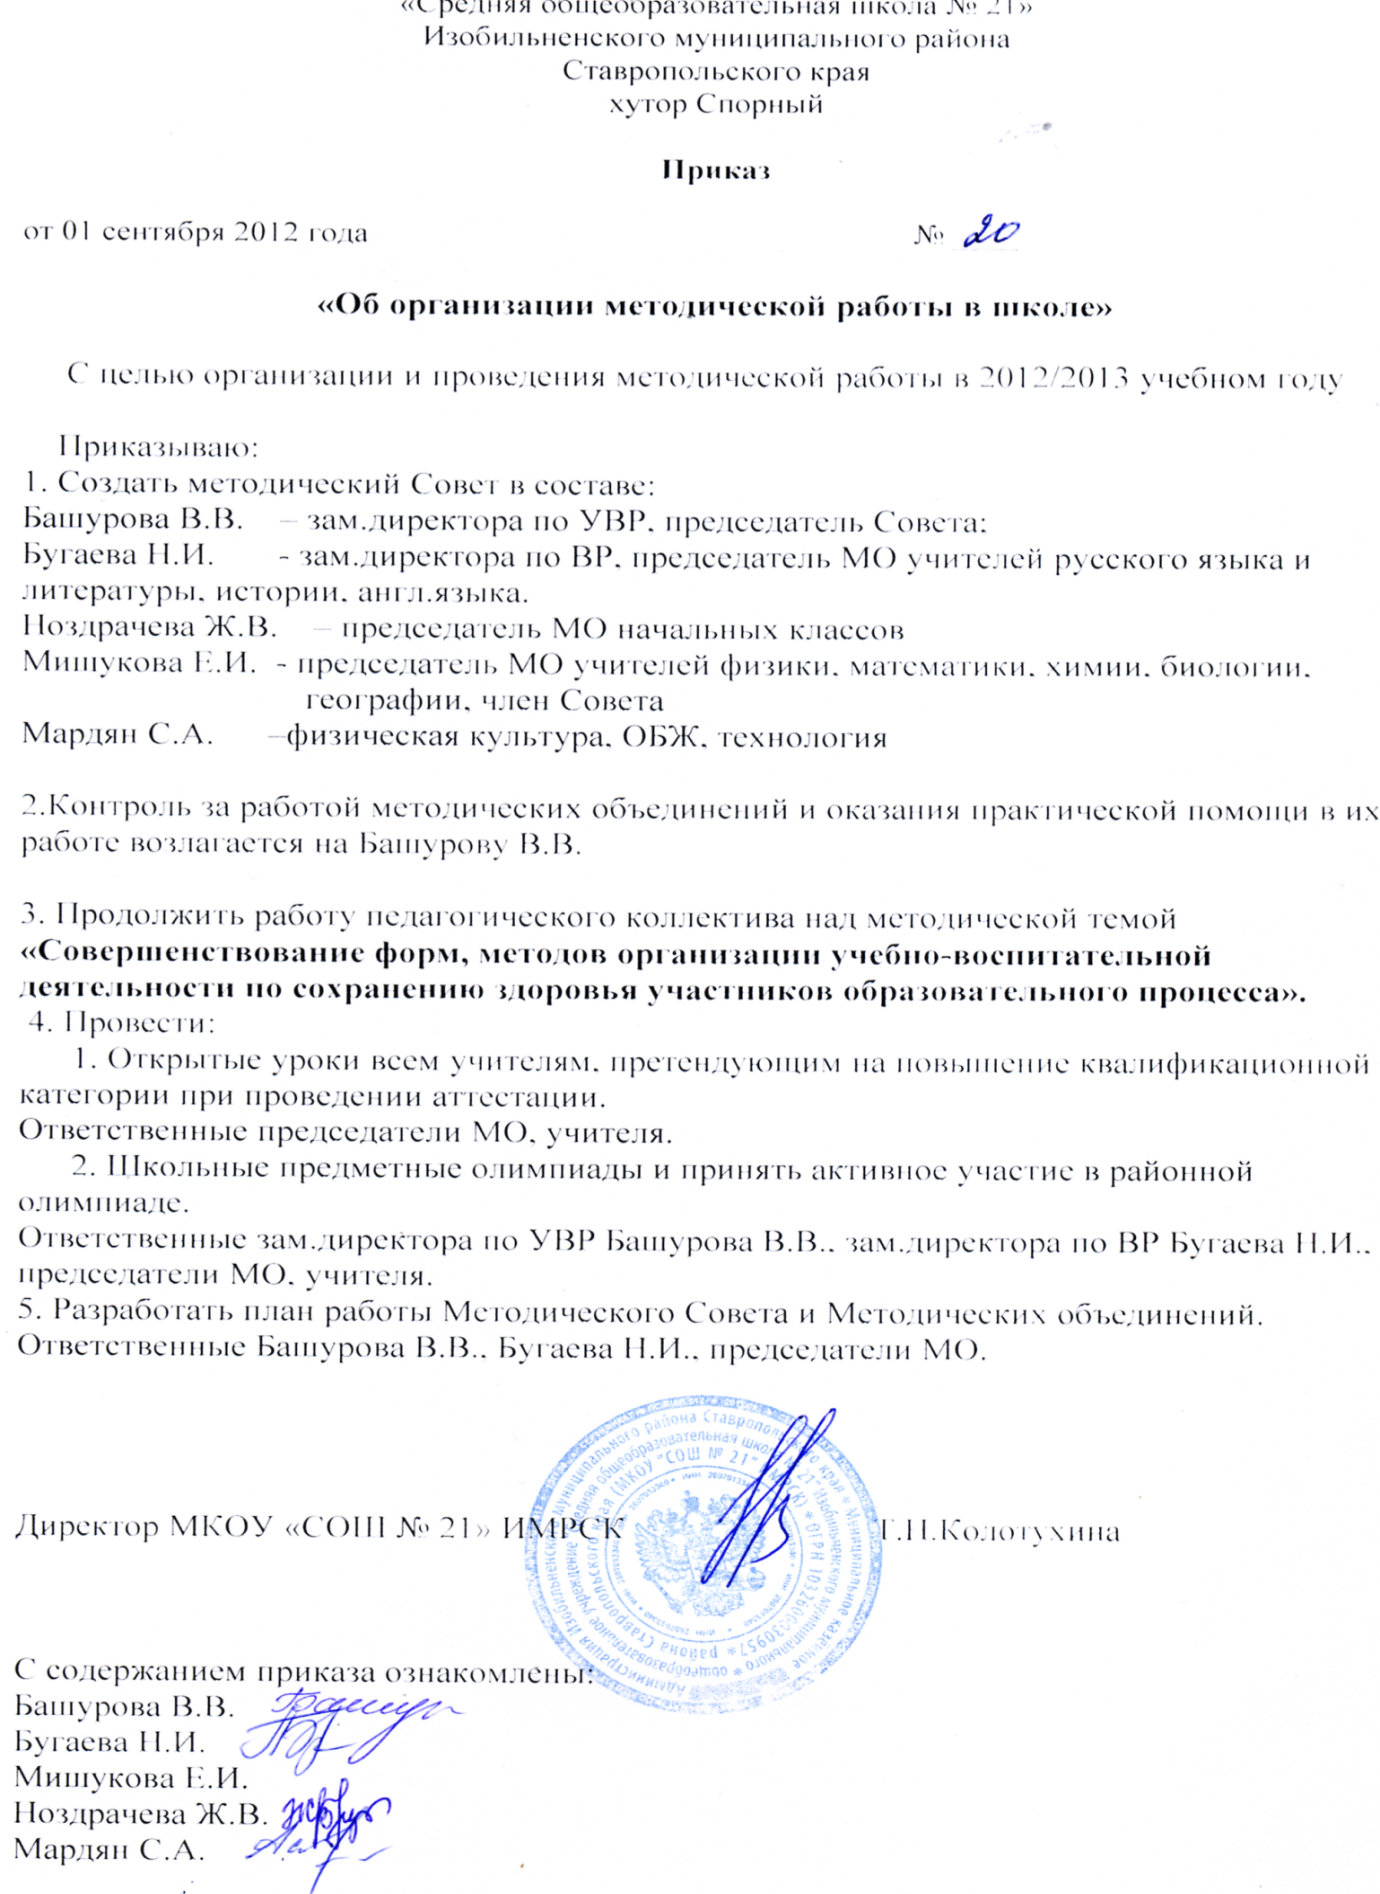 «Средняя общеобразовательная школа № 21»
Изобильненского муниципального района
Ставропольского края
хутор Спорный
Приказ
от 01 сентября 2012 года № 20
«Об организации методической работы в школе»
С целью организации и проведения методической работы в 2012/2013 учебном году
Приказываю:
1. Создать методический Совет в составе:
Башурова В.В. – зам.директора по УВР, председатель Совета;
Бугаева Н.И. - зам.директора по ВР, председатель МО учителей русского языка и
литературы, истории, англ.языка.
Ноздрачева Ж.В. – председатель МО начальных классов
Мишукова Е.И. - председатель МО учителей физики, математики, химии, биологии,
географии, член Совета
Мардян С.А. –физическая культура, ОБЖ, технология
2.Контроль за работой методических объединений и оказания практической помощи в их
работе возлагается на Башурову В.В.
3. Продолжить работу педагогического коллектива над методической темой
«Совершенствование форм, методов организации учебно-воспитательной
деятельности по сохранению здоровья участников образовательного процесса».
4. Провести:
1. Открытые уроки всем учителям, претендующим на повышение квалификационной
категории при проведении аттестации.
Ответственные председатели МО, учителя.
2. Школьные предметные олимпиады и принять активное участие в районной
олимпиаде.
Ответственные зам.директора по УВР Башурова В.В., зам.директора по ВР Бугаева Н.И.,
председатели МО, учителя.
5. Разработать план работы Методического Совета и Методических объединений.
Ответственные Башурова В.В., Бугаева Н.И., председатели МО.
Директор МКОУ «СОШ № 21» ИМРСК Г.Н.Колотухина
С содержанием приказа ознакомлены:
Башурова В.В.
Бугаева Н.И.
Мишукова Е.И.
Ноздрачева Ж.В.
Мардян С.А.